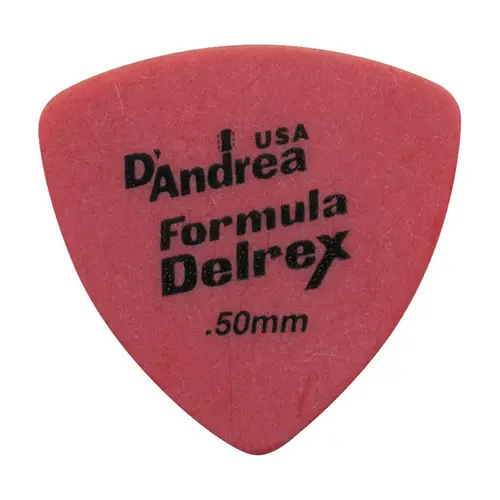 USA
D'Andrea
Formula
Delrex
.50mm